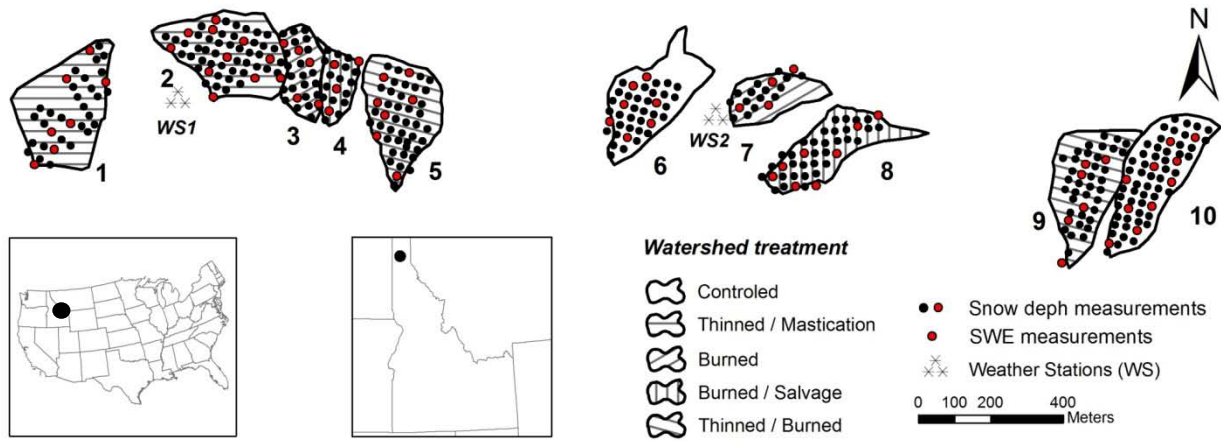 N
1
2
WS1
3
4
5
6
WS2
7
8
9
10
Watershed treatment
Controled
Thinned / Mastication
Burned
Burned / Salvage
Thinned / Burned
Snow deph measurements
SWE measurements
Weather Stations (WS)
0 100 200 400
Meters